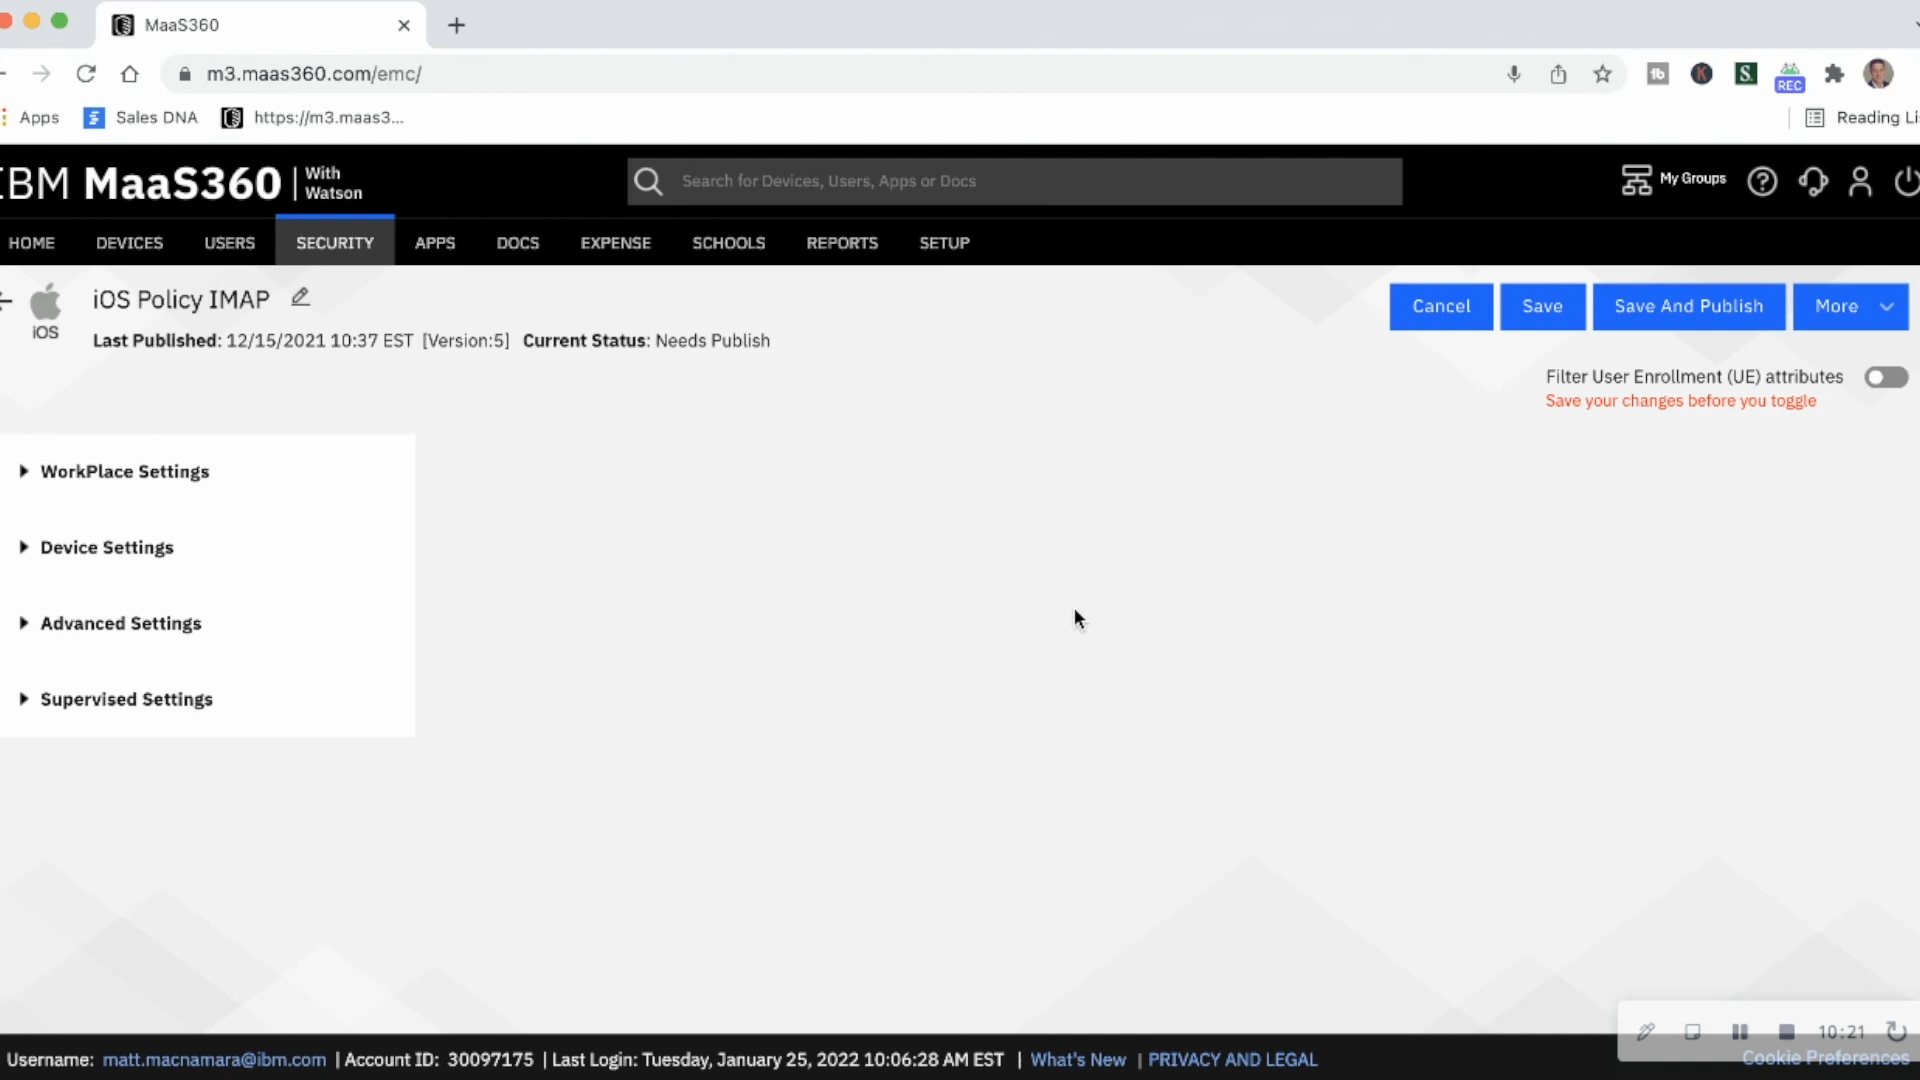 MaaS360
m3.maas360.com/emc/
REC
Apps Sales DNA https://m3.maas3... Reading Li
IBM MaaS360 | With Watson
Search for Devices, Users, Apps or Docs
My Groups
HOME DEVICES USERS SECURITY APPS DOCS EXPENSE SCHOOLS REPORTS SETUP
iOS Policy IMAP
iOS
Last Published: 12/15/2021 10:37 EST [Version:5] Current Status: Needs Publish
Cancel Save Save And Publish More
Filter User Enrollment (UE) attributes
Save your changes before you toggle
WorkPlace Settings
Device Settings
Advanced Settings
Supervised Settings
10:21
Username: matt.macnamara@ibm.com | Account ID: 30097175 | Last Login: Tuesday, January 25, 2022 10:06:28 AM EST | What's New | PRIVACY AND LEGAL
Cookie Preferences